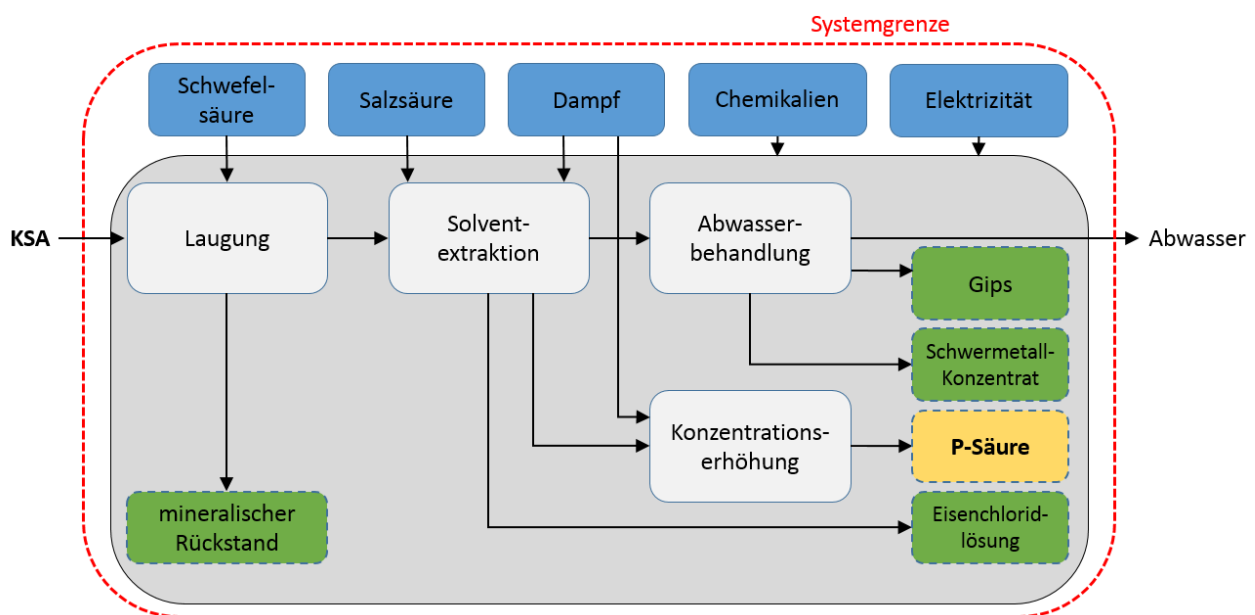 Systemgrenze
Schwefel-
säure
Salzsäure
Dampf
Chemikalien
Elektrizität
KSA
Laugung
Solvent-
extraktion
Abwasser-
behandlung
Abwasser
Gips
Schwermetall-
Konzentrat
Konzentrations-
erhöhung
P-Säure
mineralischer
Rückstand
Eisenchlorid-
lösung